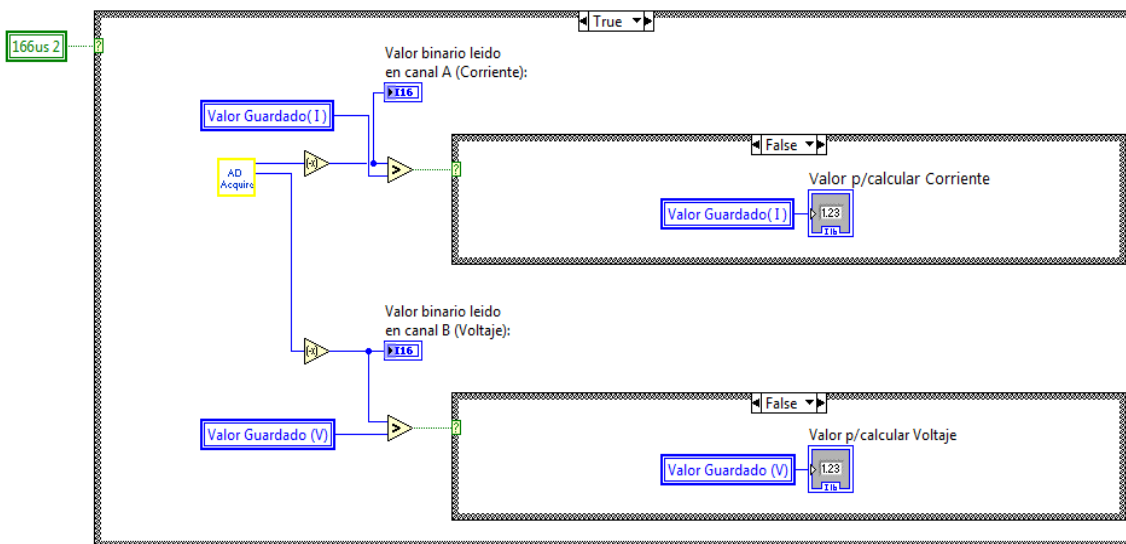 True
166us 2
?
Valor binario leido
en canal A (Corriente):
I16
Valor Guardado( I )
AD
Acquire
(-x)
>
?
False
Valor p/calcular Corriente
Valor Guardado( I )
1.23
Valor binario leido
en canal B (Voltaje):
(-x)
I16
Valor Guardado (V)
>
?
False
Valor p/calcular Voltaje
Valor Guardado (V)
1.23